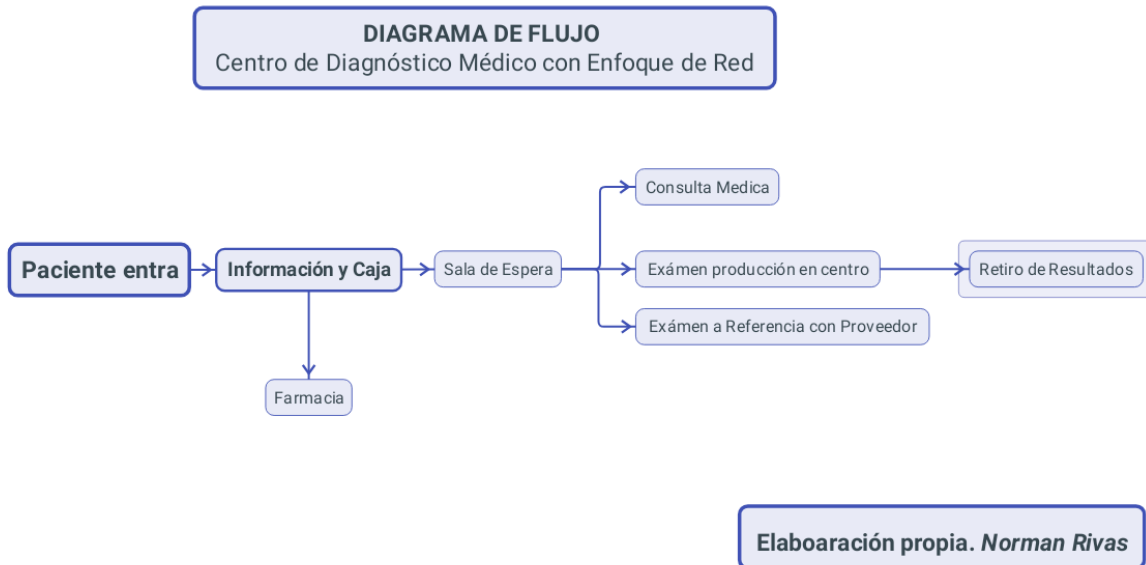 DIAGRAMA DE FLUJO
Centro de Diagnóstico Médico con Enfoque de Red
Consulta Medica
Paciente entra
Información y Caja
Sala de Espera
Exámen producción en centro
Retiro de Resultados
Exámen a Referencia con Proveedor
Farmacia
Elaboaración propia. Norman Rivas